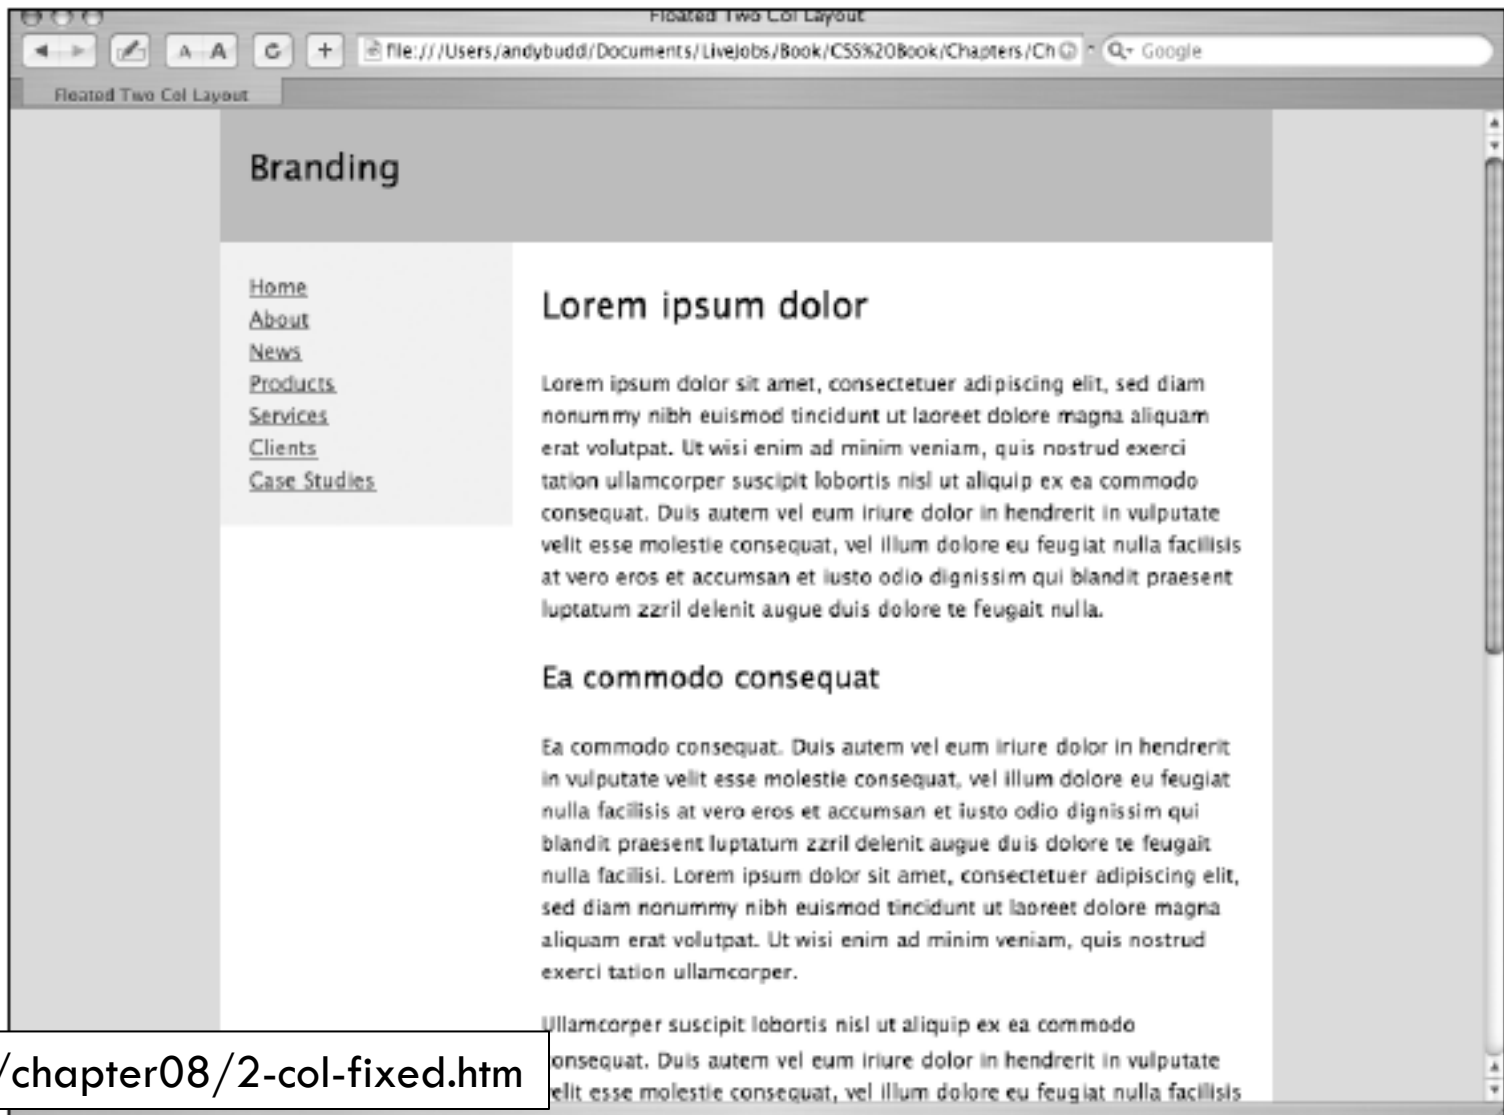 Floated Two Col Layout
A A + file:///Users/andybudd/Documents/LiveJobs/Book/CSS%20Book/Chapters/Ch Google
Floated Two Col Layout
Branding
Home
About
News
Products
Services
Clients
Case Studies
Lorem ipsum dolor
Lorem ipsum dolor sit amet, consectetuer adipiscing elit, sed diam
nonummy nibh euismod tincidunt ut laoreet dolore magna aliquam
erat volutpat. Ut wisi enim ad minim veniam, quis nostrud exerci
tation ullamcorper suscipit lobortis nisl ut aliquip ex ea commodo
consequat. Duis autem vel eum iriure dolor in hendrerit in vulputate
velit esse molestie consequat, vel illum dolore eu feugiat nulla facilisis
at vero eros et accumsan et iusto odio dignissim qui blandit praesent
luptatum zzril delenit augue duis dolore te feugait nulla.
Ea commodo consequat
Ea commodo consequat. Duis autem vel eum iriure dolor in hendrerit
in vulputate velit esse molestie consequat, vel illum dolore eu feugiat
nulla facilisis at vero eros et accumsan et iusto odio dignissim qui
blandit praesent luptatum zzril delenit augue duis dolore te feugait
nulla facilisi. Lorem ipsum dolor sit amet, consectetuer adipiscing elit,
sed diam nonummy nibh euismod tincidunt ut laoreet dolore magna
aliquam erat volutpat. Ut wisi enim ad minim veniam, quis nostrud
exerci tation ullamcorper.
Ullamcorper suscipit lobortis nisl ut aliquip ex ea commodo
consequat. Duis autem vel eum iriure dolor in hendrerit in vulputate
velit esse molestie consequat, vel illum dolore eu feugiat nulla facilisis
/chapter08/2-col-fixed.htm